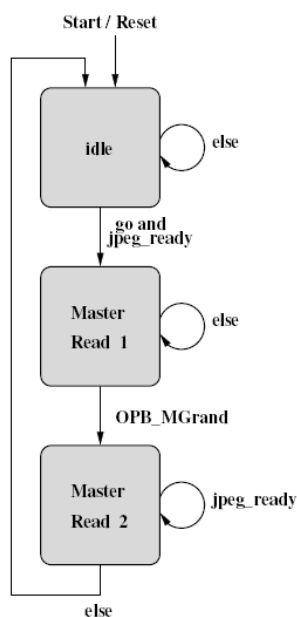 Start / Reset
idle
else
go and
jpeg_ready
Master
Read 1
else
OPB_MGrand
Master
Read 2
jpeg_ready
else